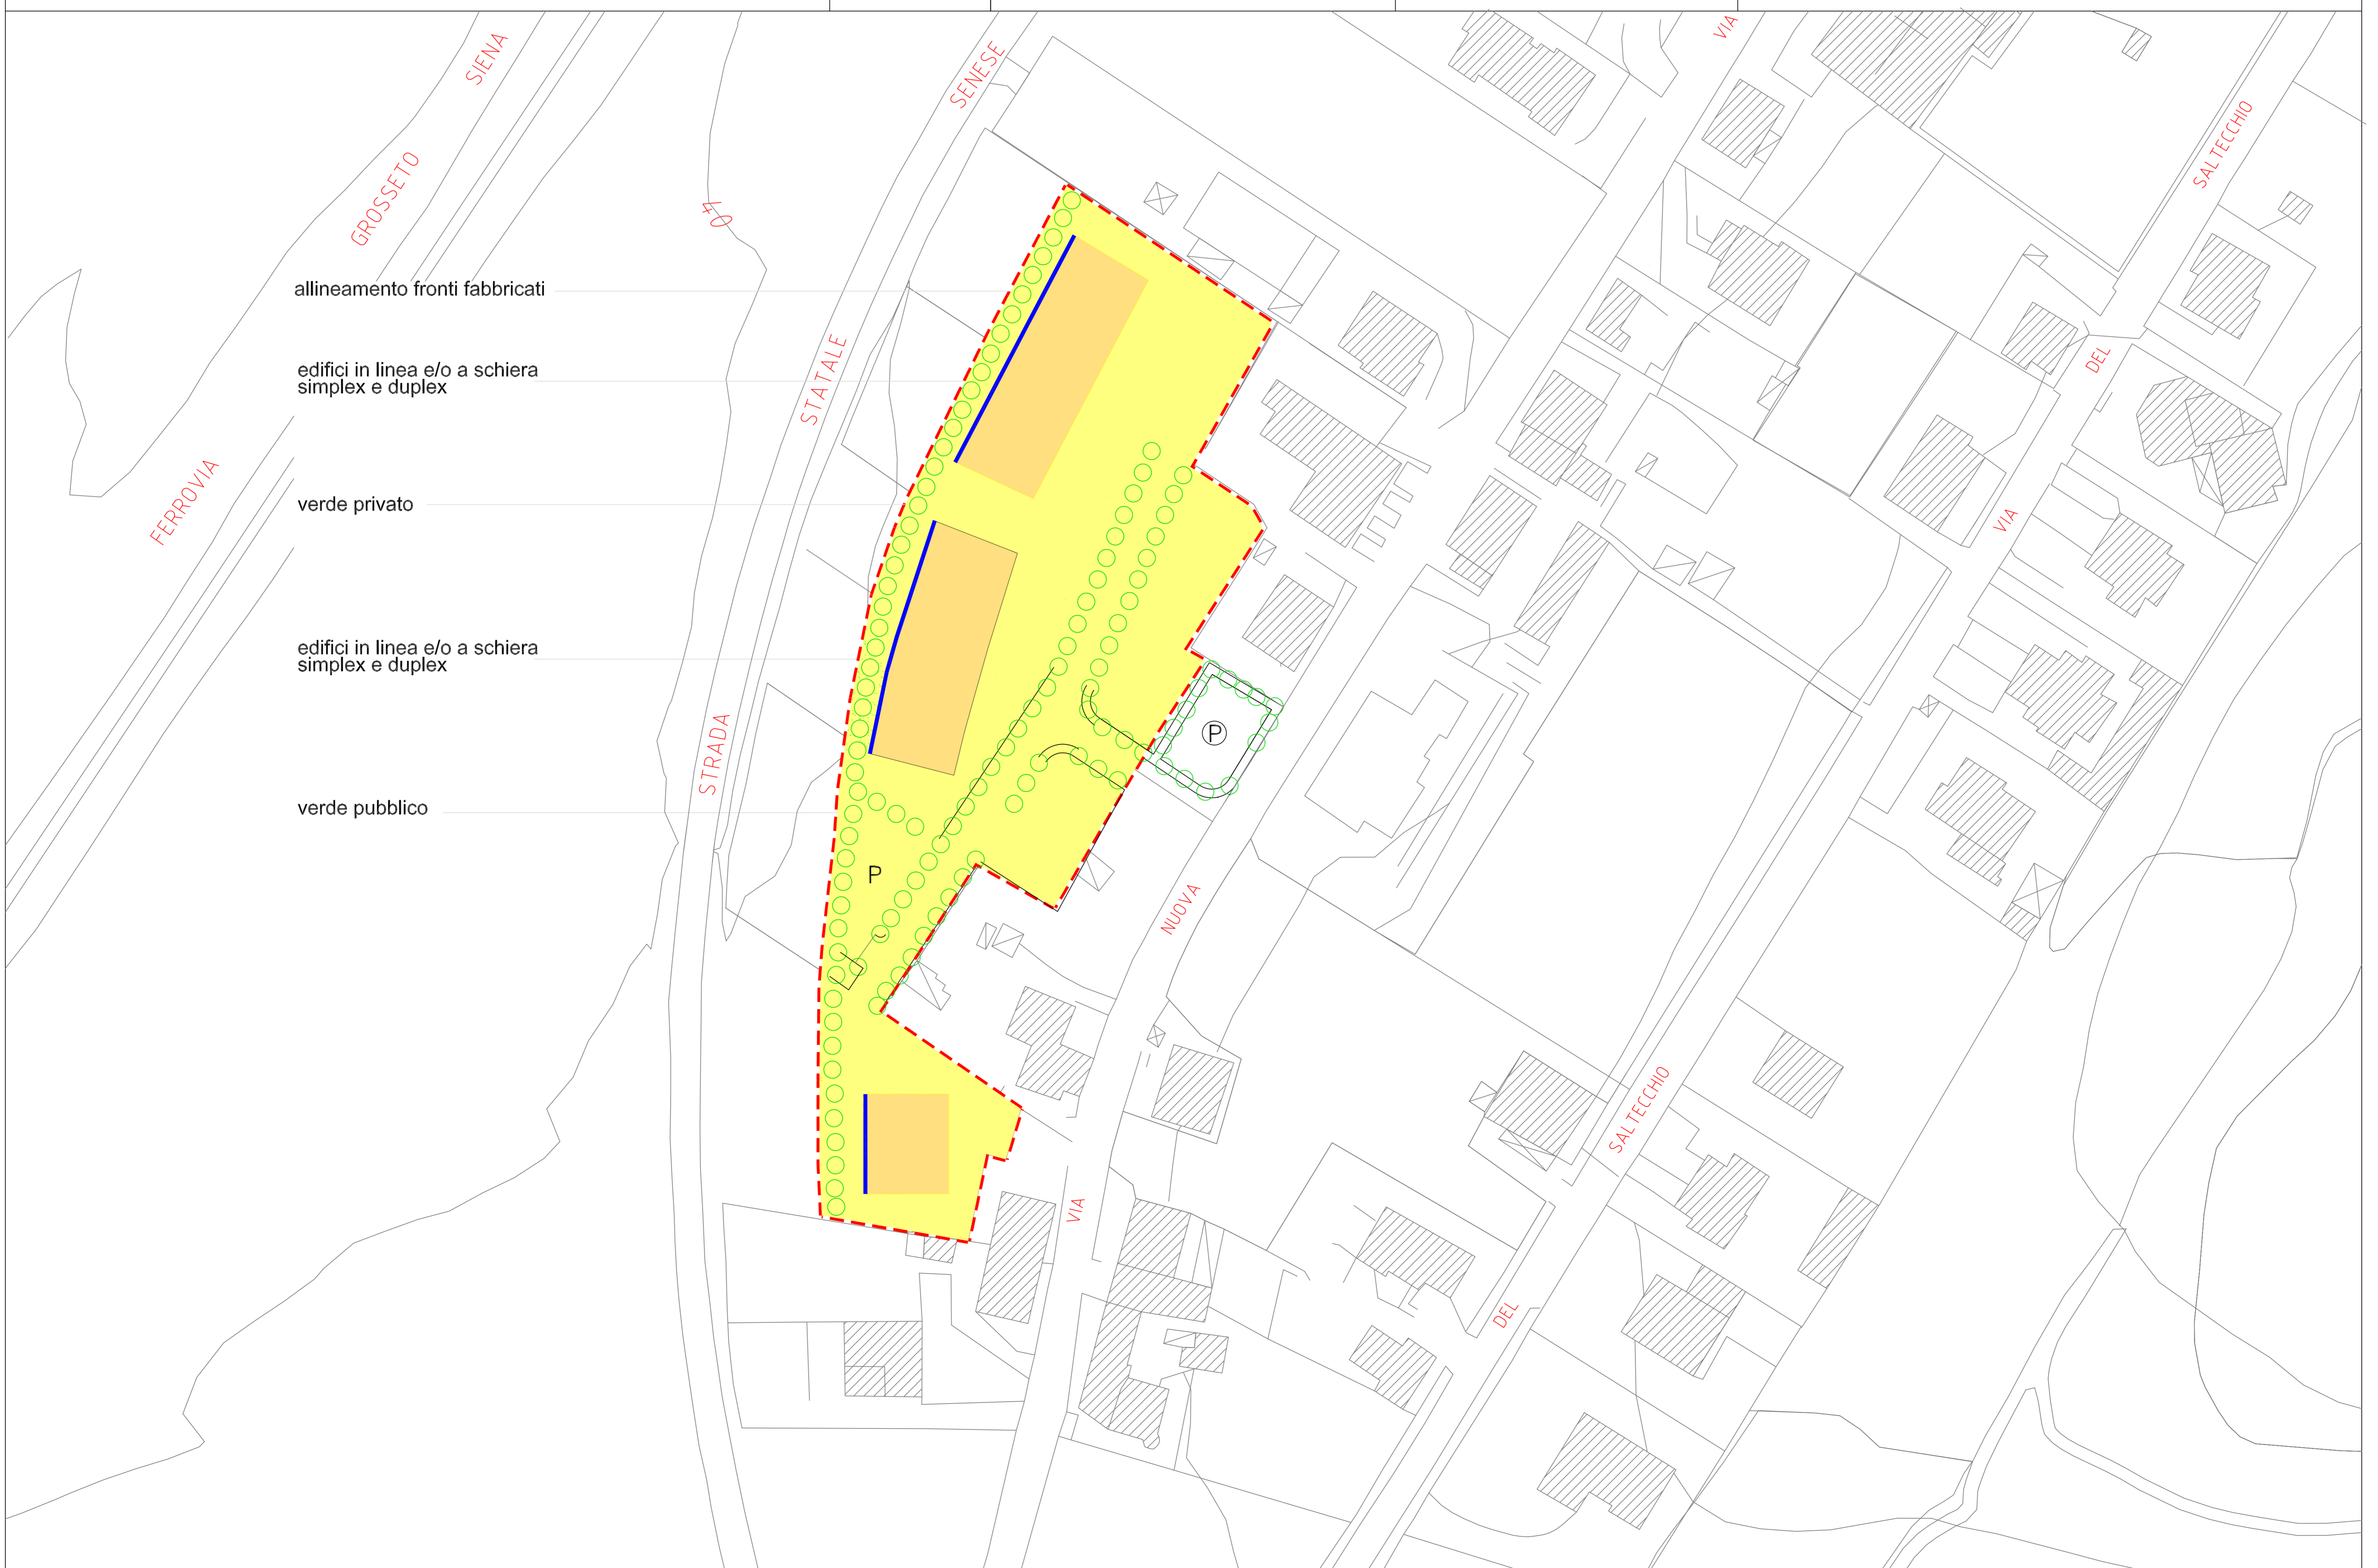 SIENA
GROSSETO
FERROVIA
40
SENESE
STATALE
STRADA
VIA
SALTECCHIO
DEL
VIA
allineamento fronti fabbricati
edifici in linea e/o a schiera
simplex e duplex
verde privato
edifici in linea e/o a schiera
simplex e duplex
verde pubblico
P
P
NUOVA
VIA
SALTECCHIO
DEL